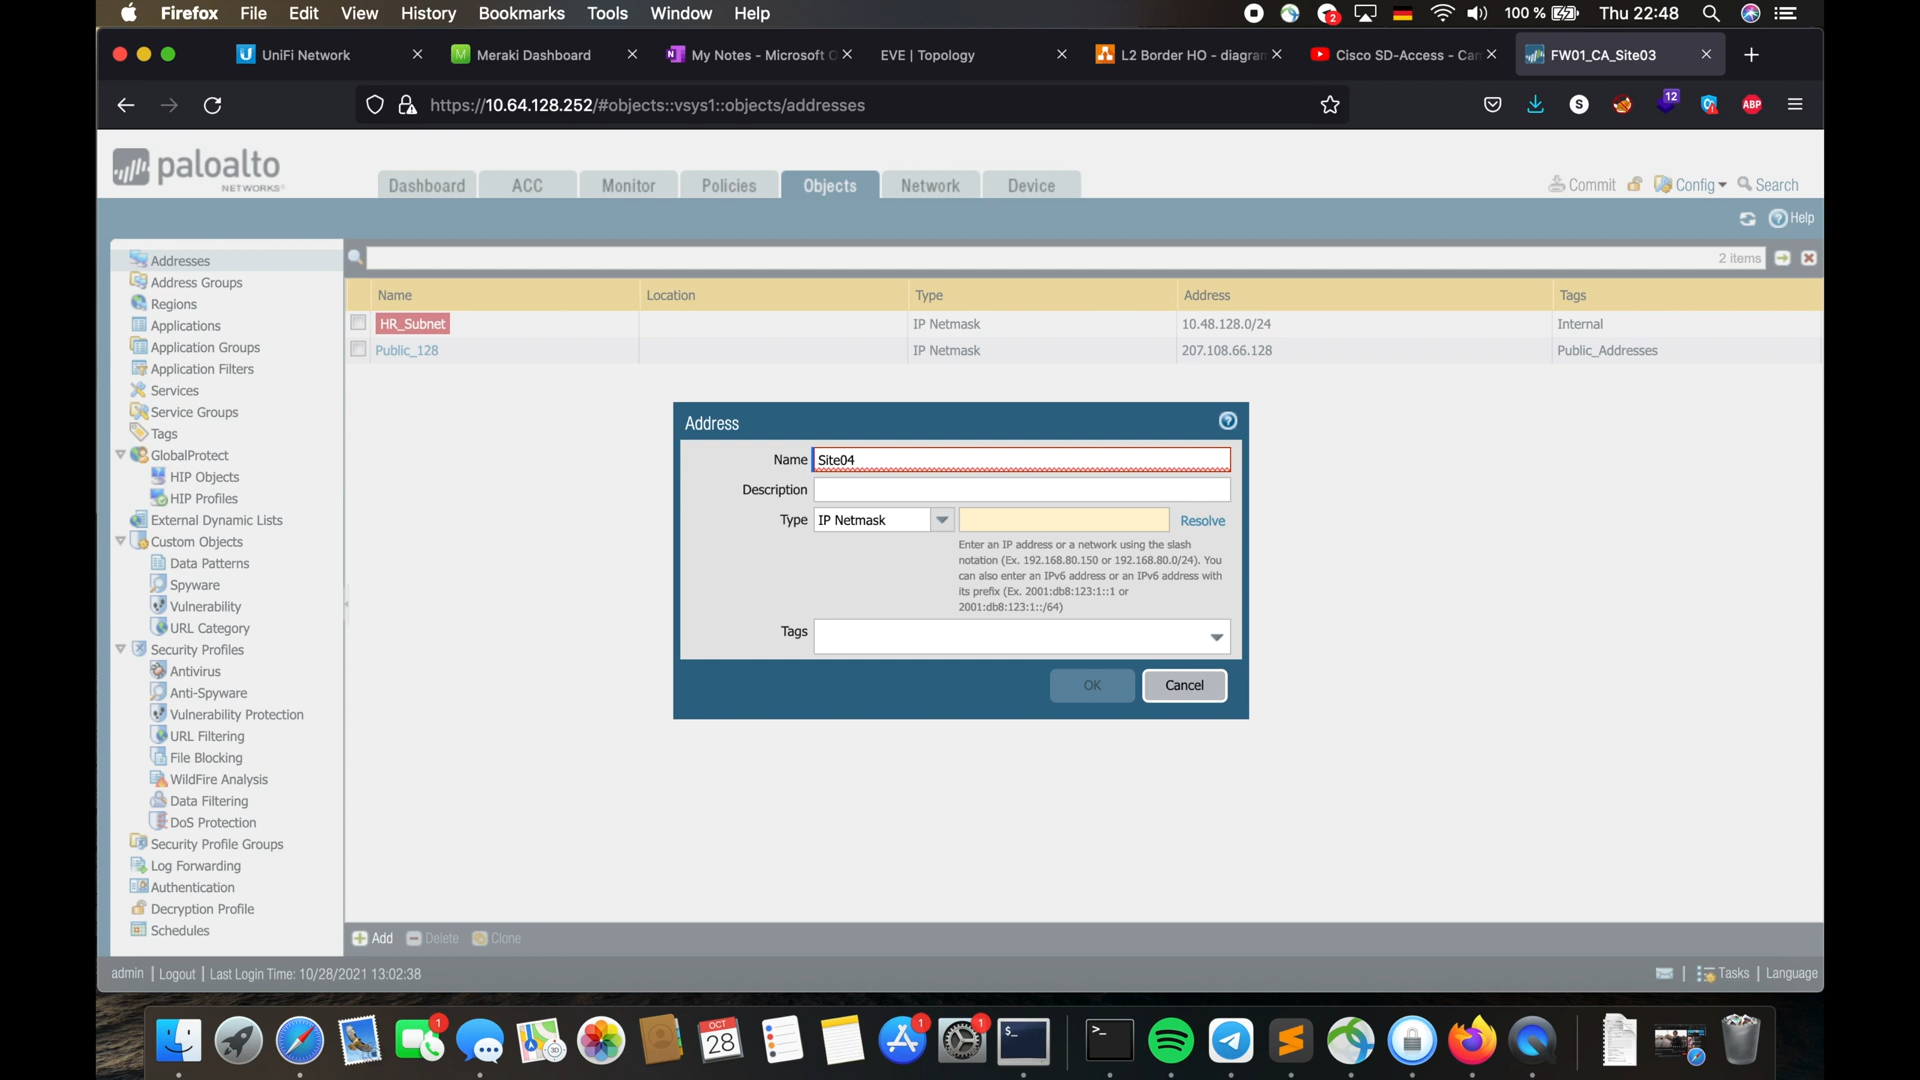 Firefox File Edit View History Bookmarks Tools Window Help 2 100 % Thu 22:48
UniFi Network Meraki Dashboard My Notes - Microsoft O EVE | Topology L2 Border HO - diagram Cisco SD-Access - Can FW01_CA_Site03
https://10.64.128.252/#objects::vsys1::objects/addresses S 12 ABP
paloalto
NETWORKS
Dashboard ACC Monitor Policies Objects Network Device Commit Config Search
Help
Addresses
Address Groups
Regions
Applications
Application Groups
Application Filters
Services
Service Groups
Tags
GlobalProtect
HIP Objects
HIP Profiles
External Dynamic Lists
Custom Objects
Data Patterns
Spyware
Vulnerability
URL Category
Security Profiles
Antivirus
Anti-Spyware
Vulnerability Protection
URL Filtering
File Blocking
WildFire Analysis
Data Filtering
DoS Protection
Security Profile Groups
Log Forwarding
Authentication
Decryption Profile
Schedules
2 items
Name Location Type Address Tags
HR_Subnet IP Netmask 10.48.128.0/24 Internal
Public_128 IP Netmask 207.108.66.128 Public_Addresses
Address
Name Site04
Description
Type IP Netmask Resolve
Enter an IP address or a network using the slash
notation (Ex. 192.168.80.150 or 192.168.80.0/24). You
can also enter an IPv6 address or an IPv6 address with
its prefix (Ex. 2001:db8:123:1::1 or
2001:db8:123:1::/64)
Tags
OK Cancel
Add Delete Clone
admin | Logout | Last Login Time: 10/28/2021 13:02:38 | Tasks | Language
1 3D OCT 28 1 1 $_ >_